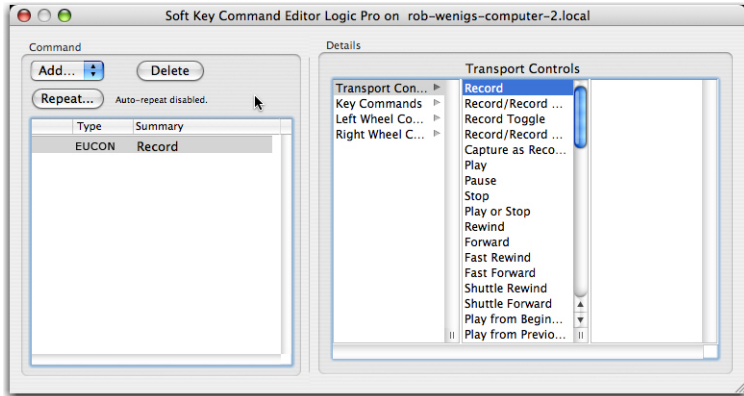 Soft Key Command Editor Logic Pro on rob-wenigs-computer-2.local
Command
Add...
Delete
Repeat...
Auto-repeat disabled.
Type Summary
EUCON Record
Details
Transport Controls
Transport Con...
Key Commands
Left Wheel Co...
Right Wheel C...
Record
Record/Record ...
Record Toggle
Record/Record ...
Capture as Reco...
Play
Pause
Stop
Play or Stop
Rewind
Forward
Fast Rewind
Fast Forward
Shuttle Rewind
Shuttle Forward
Play from Begin...
Play from Previo...